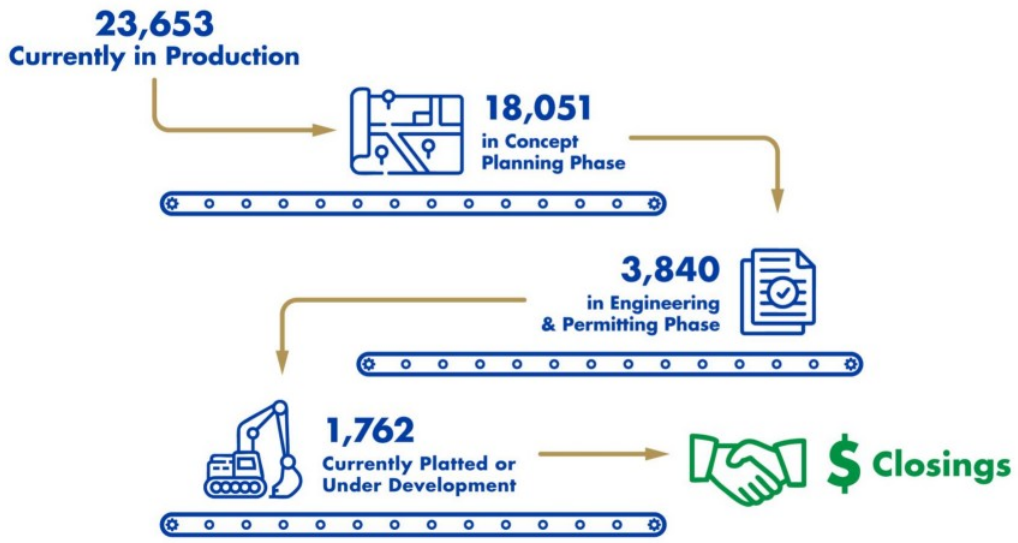 23,653
Currently in Production
18,051
in Concept
Planning Phase
3,840
in Engineering
& Permitting Phase
1,762
Currently Platted or
Under Development
$ Closings